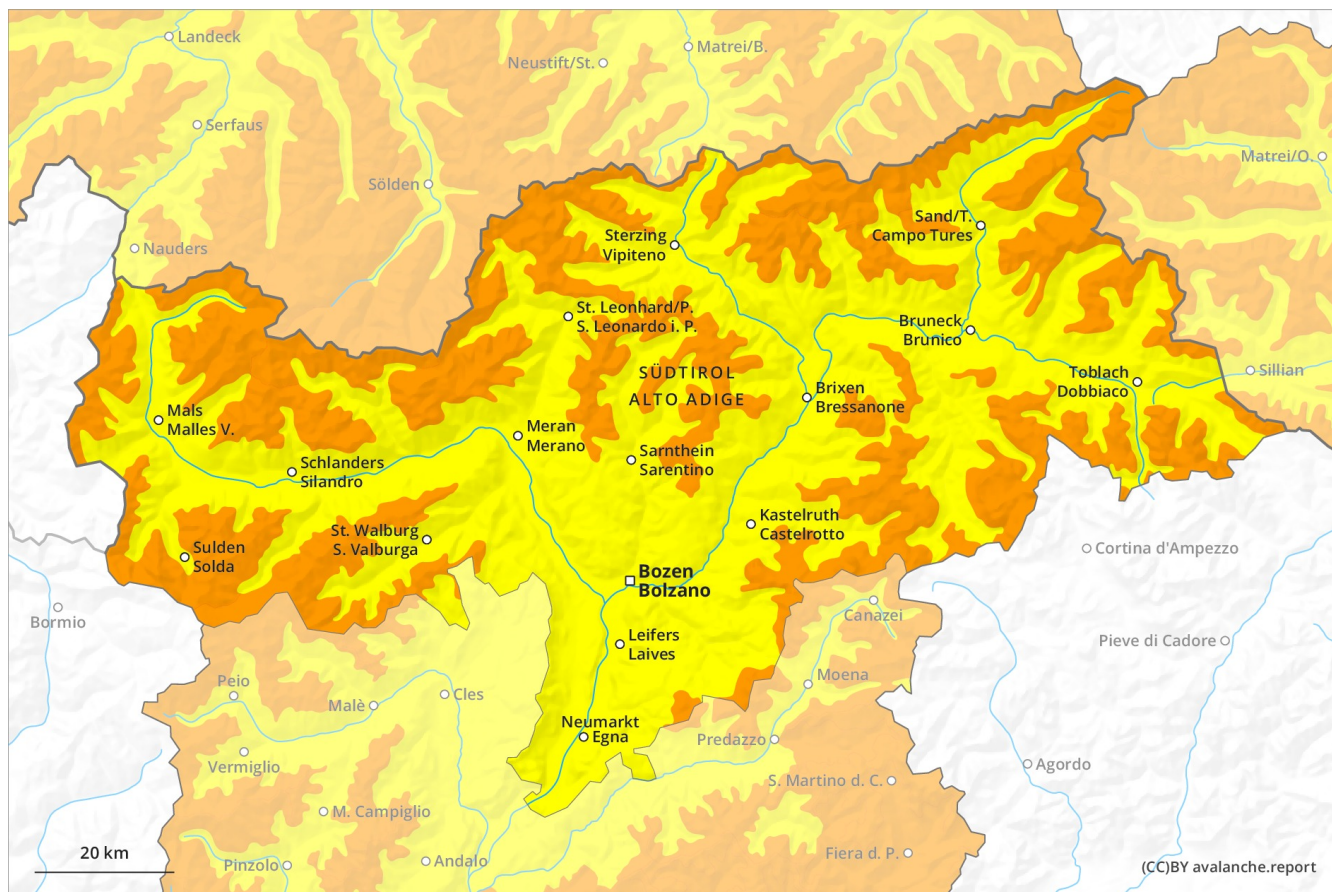 Landeck
Matrei/B.
Neustift/St.
Serfaus
Matrei/O.
Sölden
Sand/T.
Campo Tures
Sterzing
Vipiteno
Nauders
St. Leonhard/P.
S. Leonardo i. P.
Bruneck
Brunico
SÜDTIROL
ALTO ADIGE
Toblach
Dobbiaco
Sillian
Brixen
Bressanone
Mals
Malles V.
Meran
Merano
Sarnthein
Sarentino
Schlanders
Silandro
Kastelruth
Castelrotto
St. Walburg
S. Valburga
Sulden
Solda
Cortina d'Ampezzo
Bozen
Bolzano
Bormio
Canazei
Leifers
Laives
Pieve di Cadore
Peio
Moena
Malè
Cles
Neumarkt
Egna
Predazzo
Vermiglio
Agordo
S. Martino d. C.
M. Campiglio
20 km
Pinzolo
Andalo
Fiera d. P.
(CC)BY avalanche.report